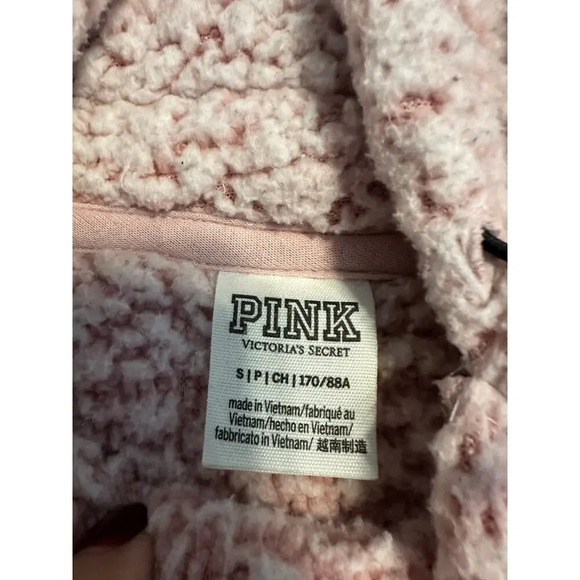 PINK
VICTORIA'S SECRET
S | P | CH | 170/88A
made in Vietnam/fabriqué au
Vietnam/hecho en Vietnam/
fabbricato in Vietnam/ 越南制造